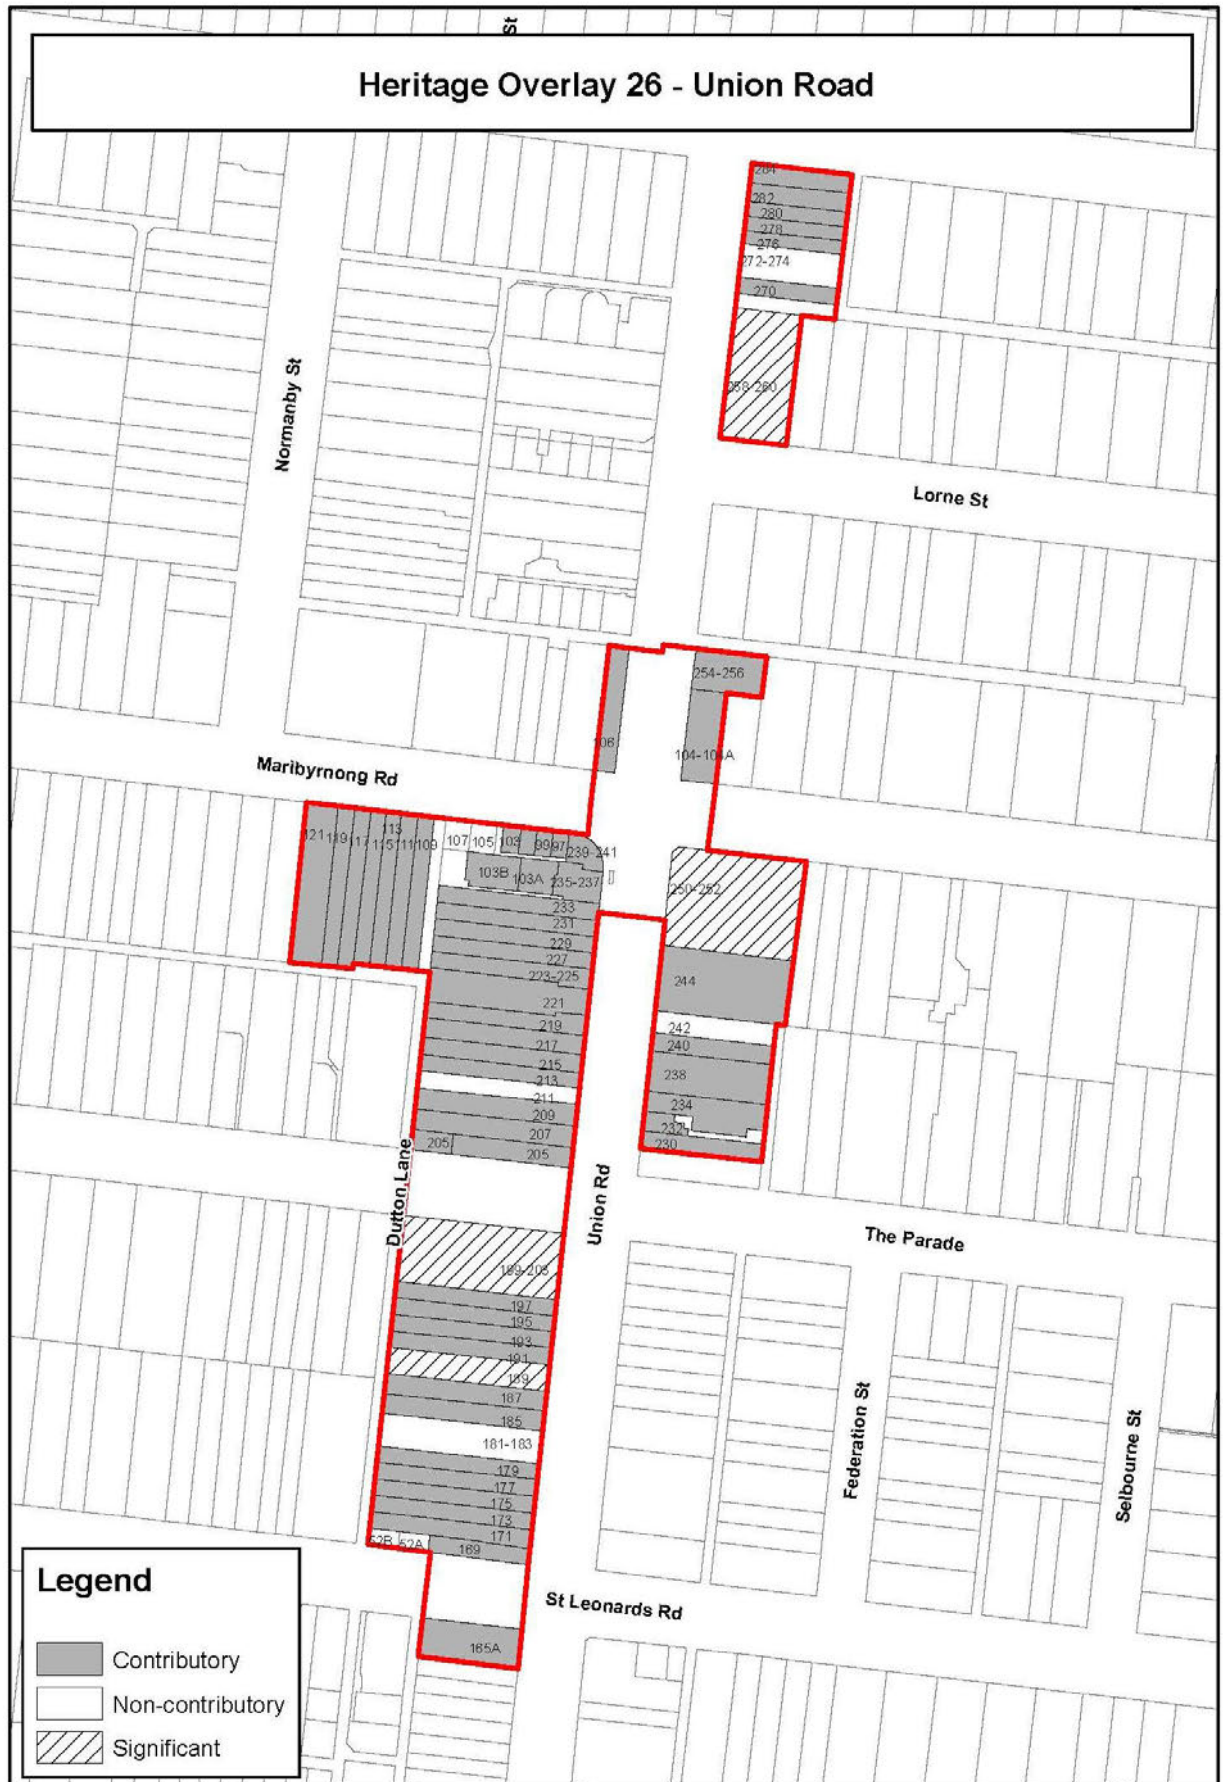 St
Heritage Overlay 26 - Union Road
284
282
280
278
276
272-274
270
258-260
Normanby St
Lorne St
254-256
106
104-104A
Maribyrnong Rd
121
119
117
113
115
111
109
107
105
103
99
97
239-241
103B
103A
235-237
250-252
233
231
229
227
223-225
221
219
217
215
213
211
209
207
205
205
244
242
240
238
234
232
230
Dutton Lane
Union Rd
The Parade
199-203
197
195
193
191
189
187
185
181-183
179
177
175
173
171
169
52B
52A
Federation St
Selbourne St
St Leonards Rd
165A
Legend
Contributory
Non-contributory
Significant